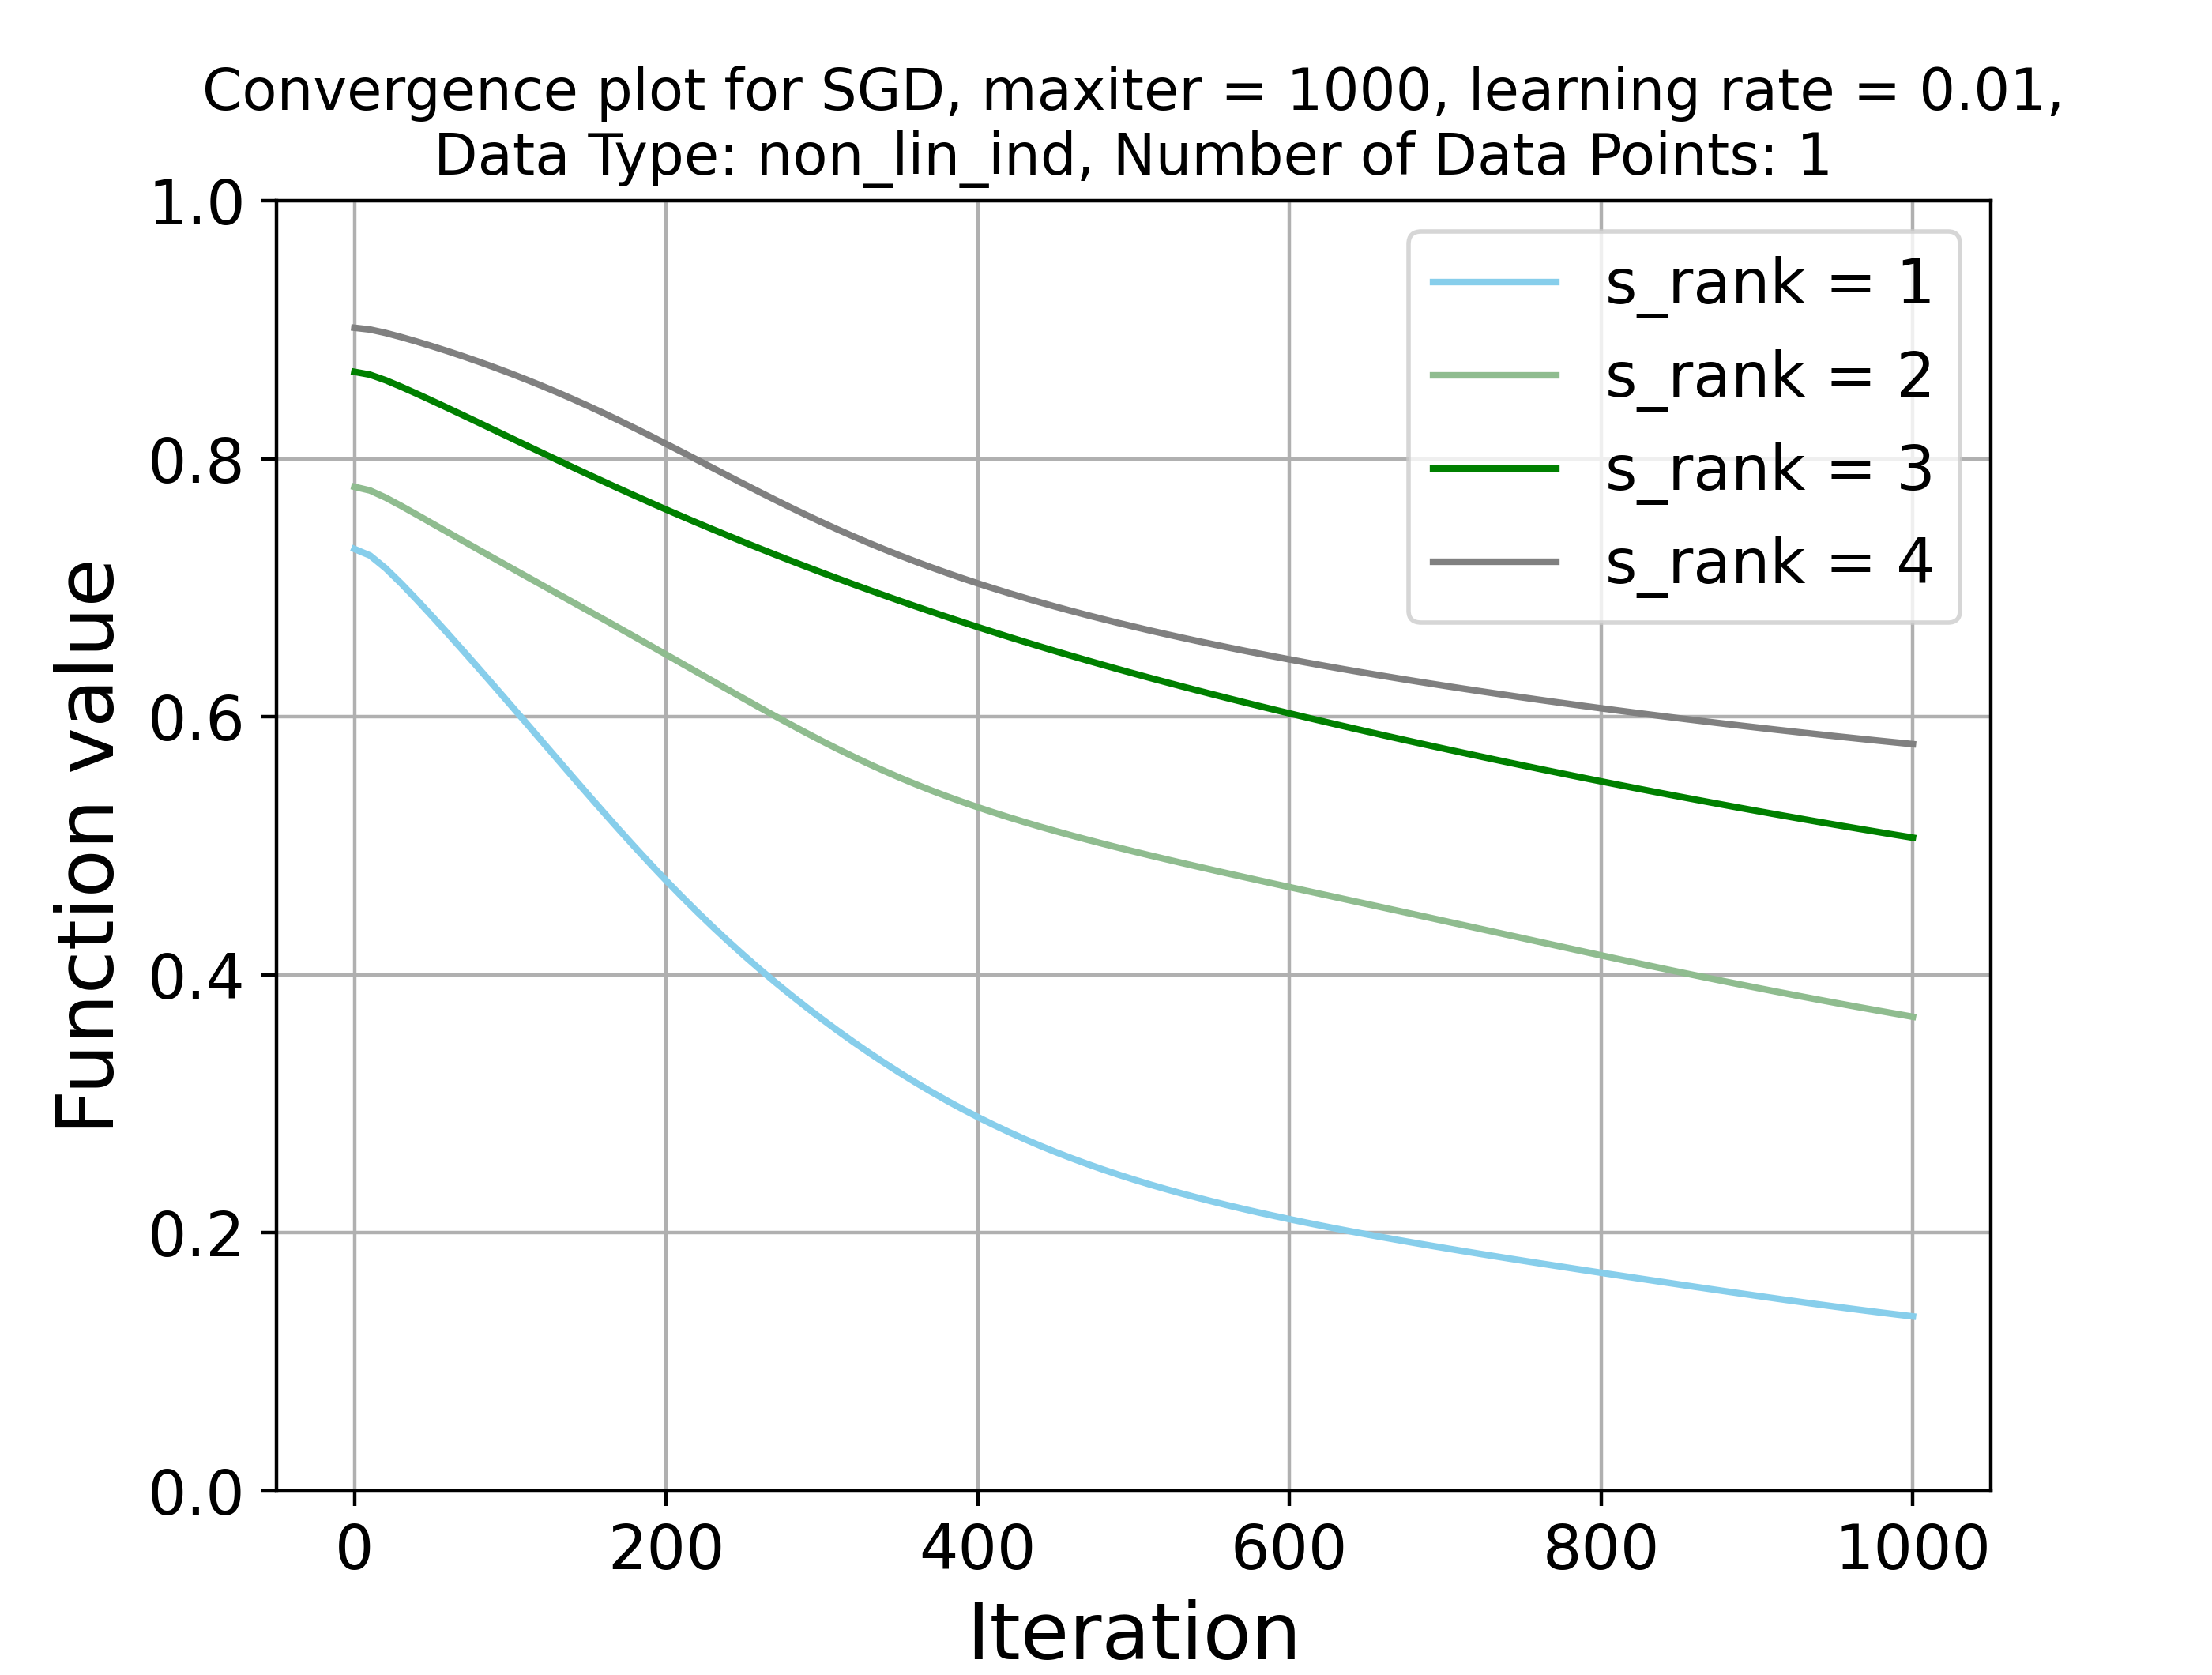 Convergence plot for SGD, maxiter = 1000, learning rate = 0.01,
Data Type: non_lin_ind, Number of Data Points: 1
1.0
0.8
0.6
0.4
0.2
0.0
Function value
s_rank = 1
s_rank = 2
s_rank = 3
s_rank = 4
0 200 400 600 800 1000
Iteration